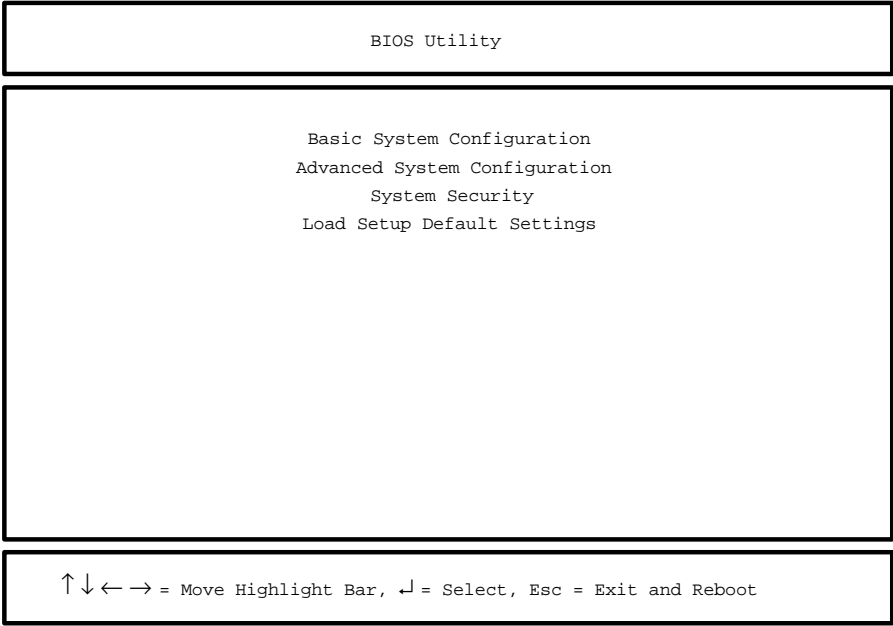 BIOS Utility
Basic System Configuration
Advanced System Configuration
System Security
Load Setup Default Settings
↑↓←→ = Move Highlight Bar, ↵ = Select, Esc = Exit and Reboot